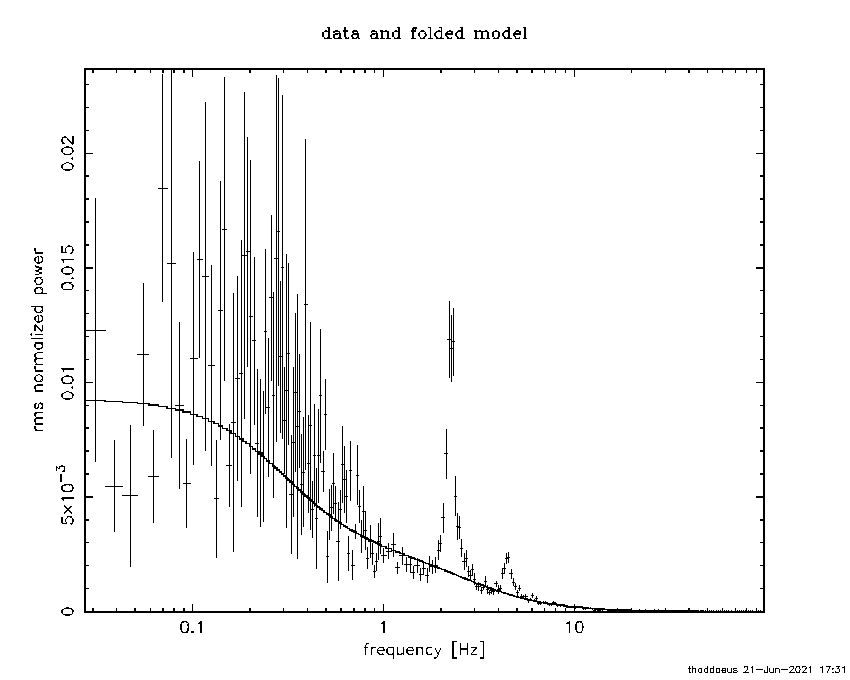 data and folded model
0.02
0.015
0.01
5×10⁻³
0
rms normalized power
0.1 1 10
frequency [Hz]
thaddaeus 21-Jun-2021 17:31